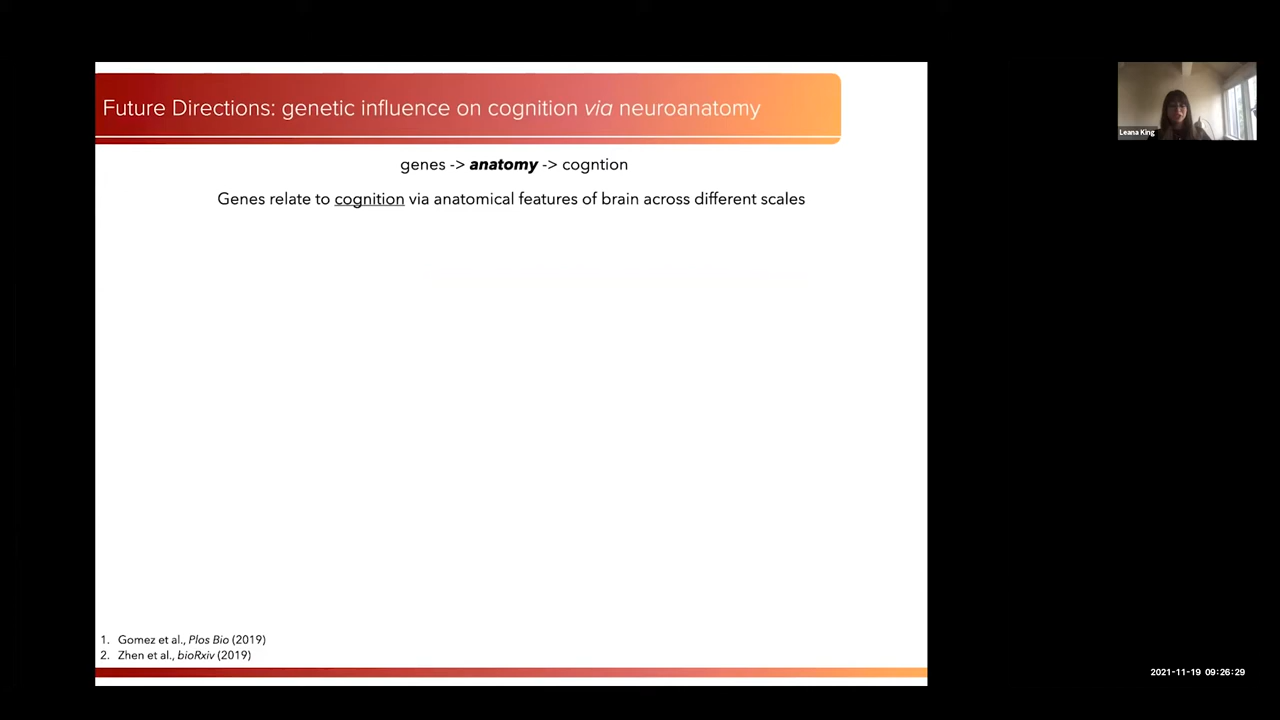 Future Directions: genetic influence on cognition via neuroanatomy
genes -> anatomy -> cogntion
Genes relate to cognition via anatomical features of brain across different scales
Leana King
1. Gomez et al., Plos Bio (2019)
2. Zhen et al., bioRxiv (2019)
2021-11-19 09:26:29